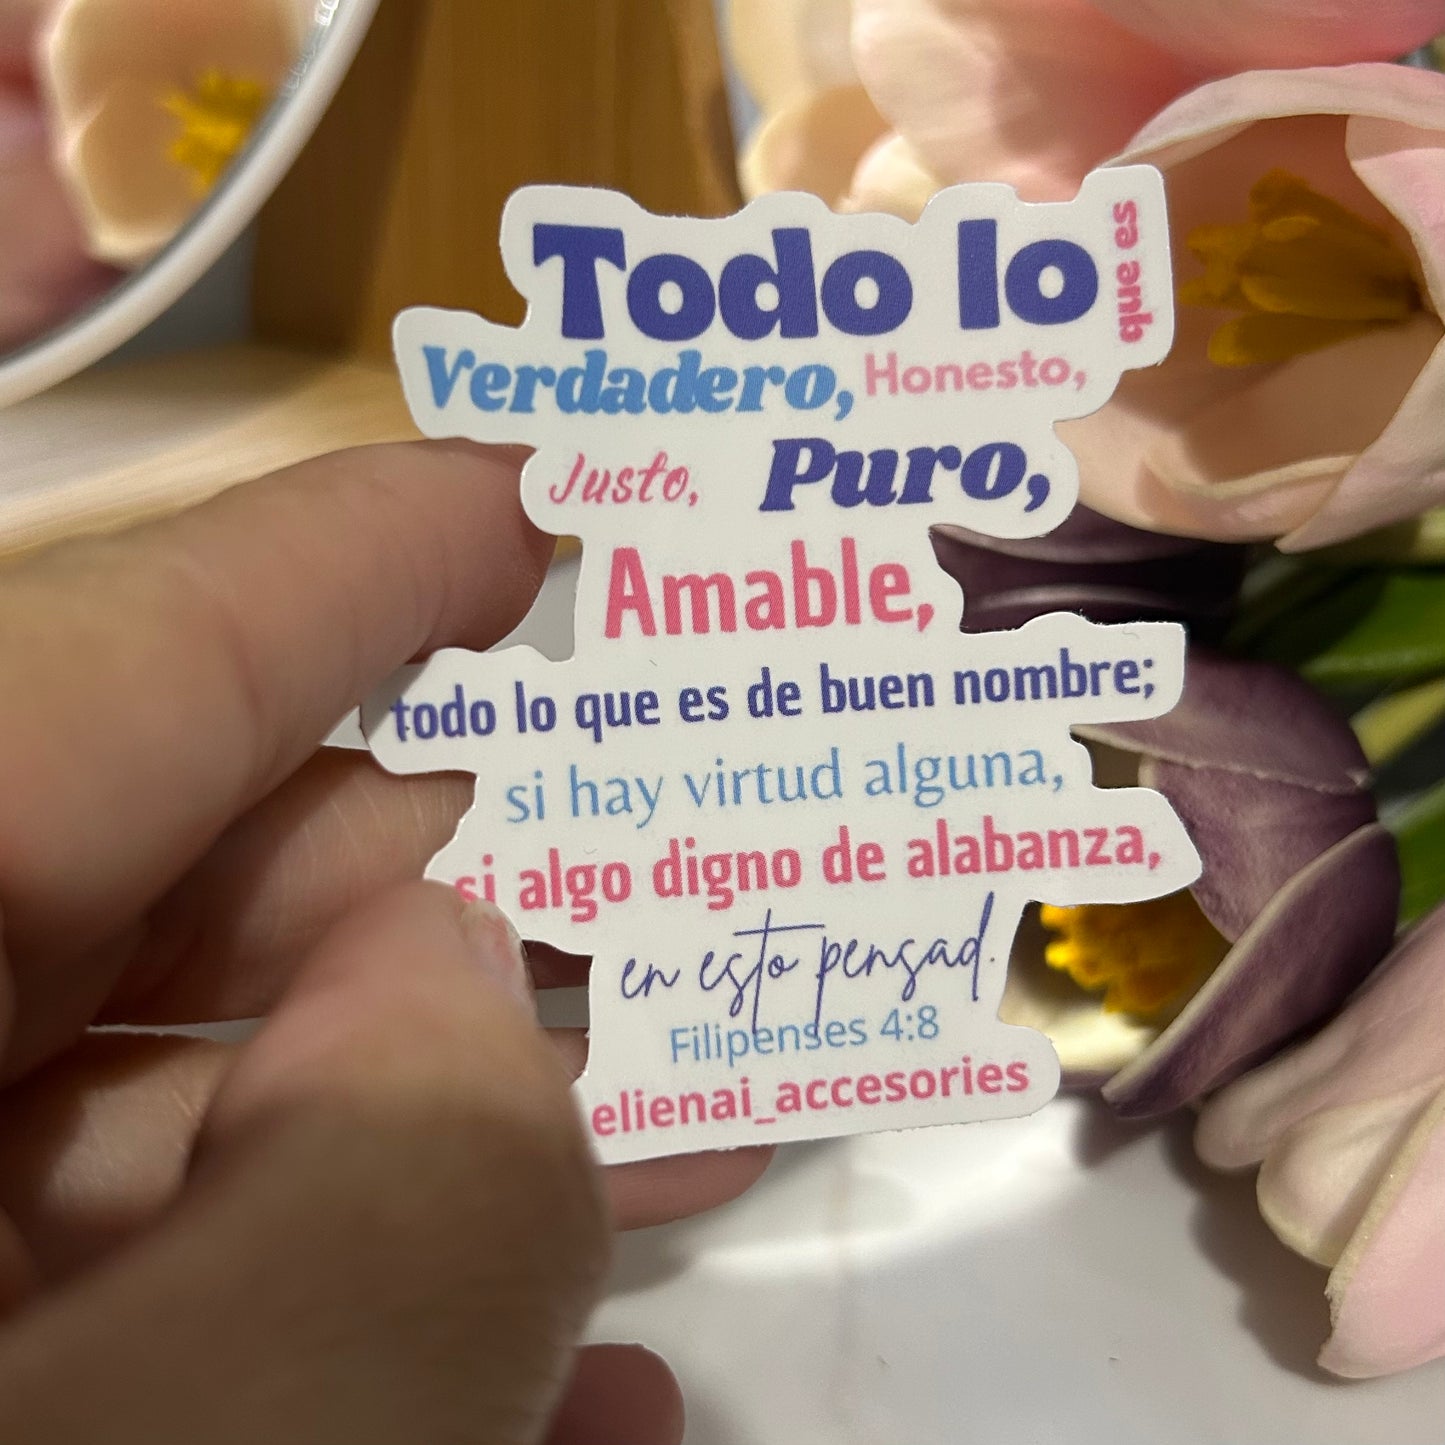 Todo lo que es
Verdadero, Honesto,
Justo, Puro,
Amable,
todo lo que es de buen nombre;
si hay virtud alguna,
si algo digno de alabanza,
en esto pensad.
Filipenses 4:8
elienai_accesories